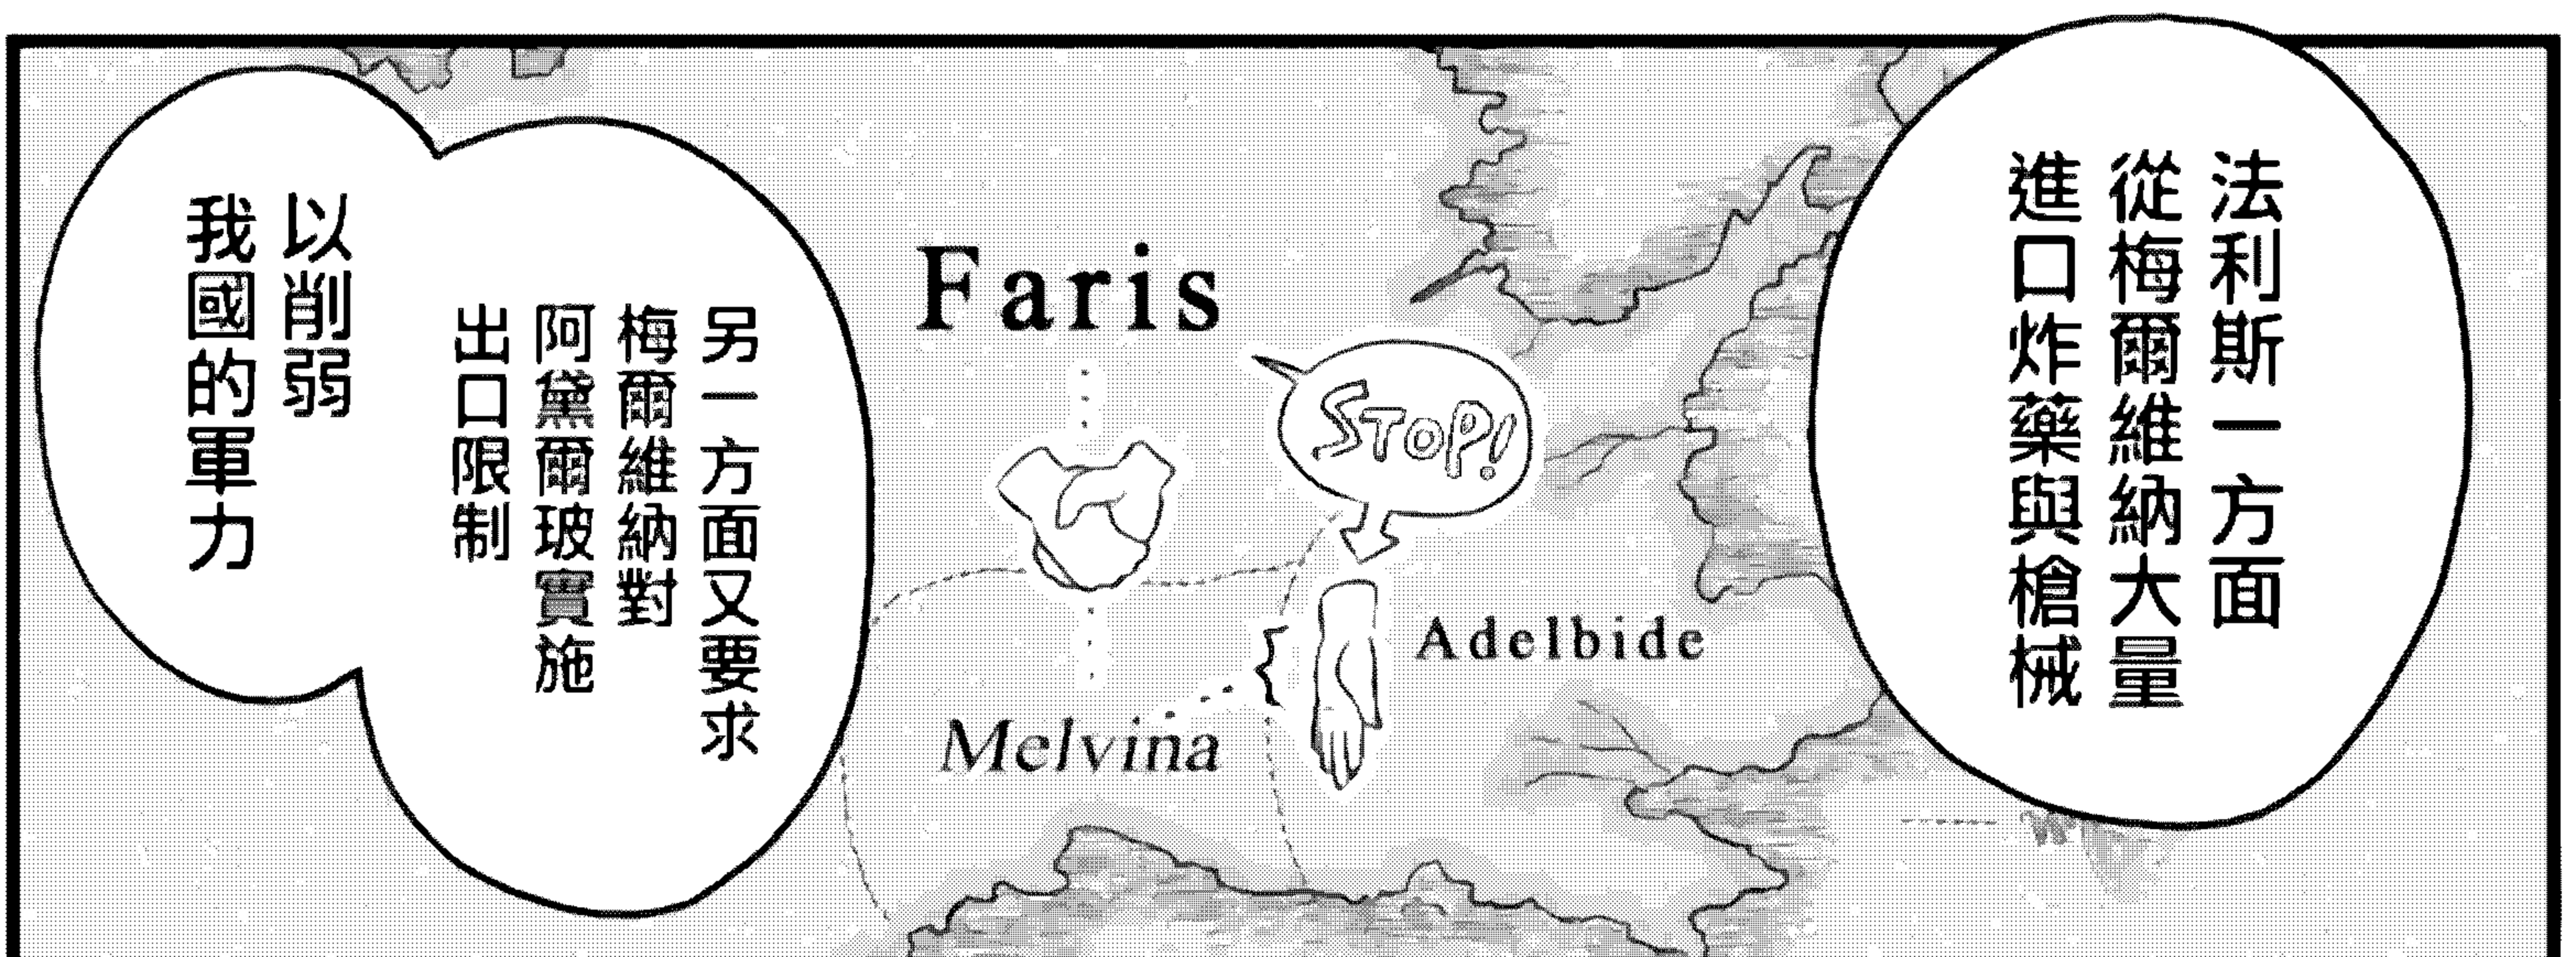 法利斯一方面
從梅爾維納大量
進口炸藥與槍械
Faris
STOP!
Adelbide
Melvina
另一方面又要求
梅爾維納對
阿黛爾玻實施
出口限制
以削弱
我國的軍力